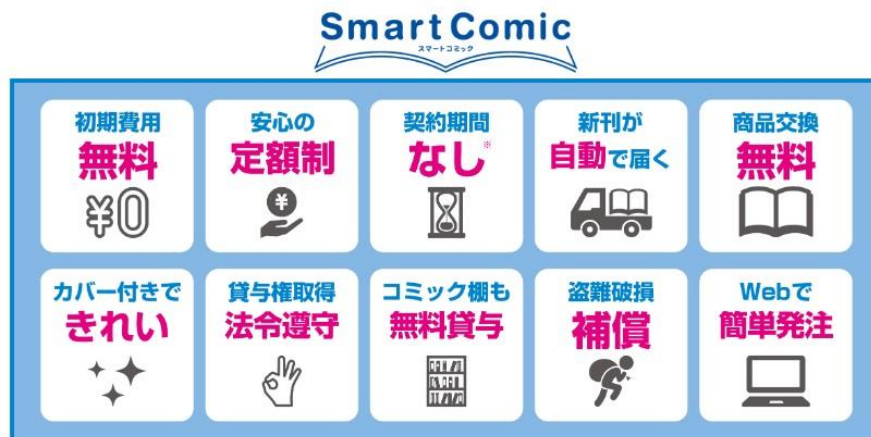 Smart Comic
スマートコミック
初期費用
無料
¥0
安心の
定額制
¥
契約期間
なし※
新刊が
自動で届く
商品交換
無料
カバー付きで
きれい
貸与権取得
法令遵守
コミック棚も
無料貸与
盗難破損
補償
Webで
簡単発注